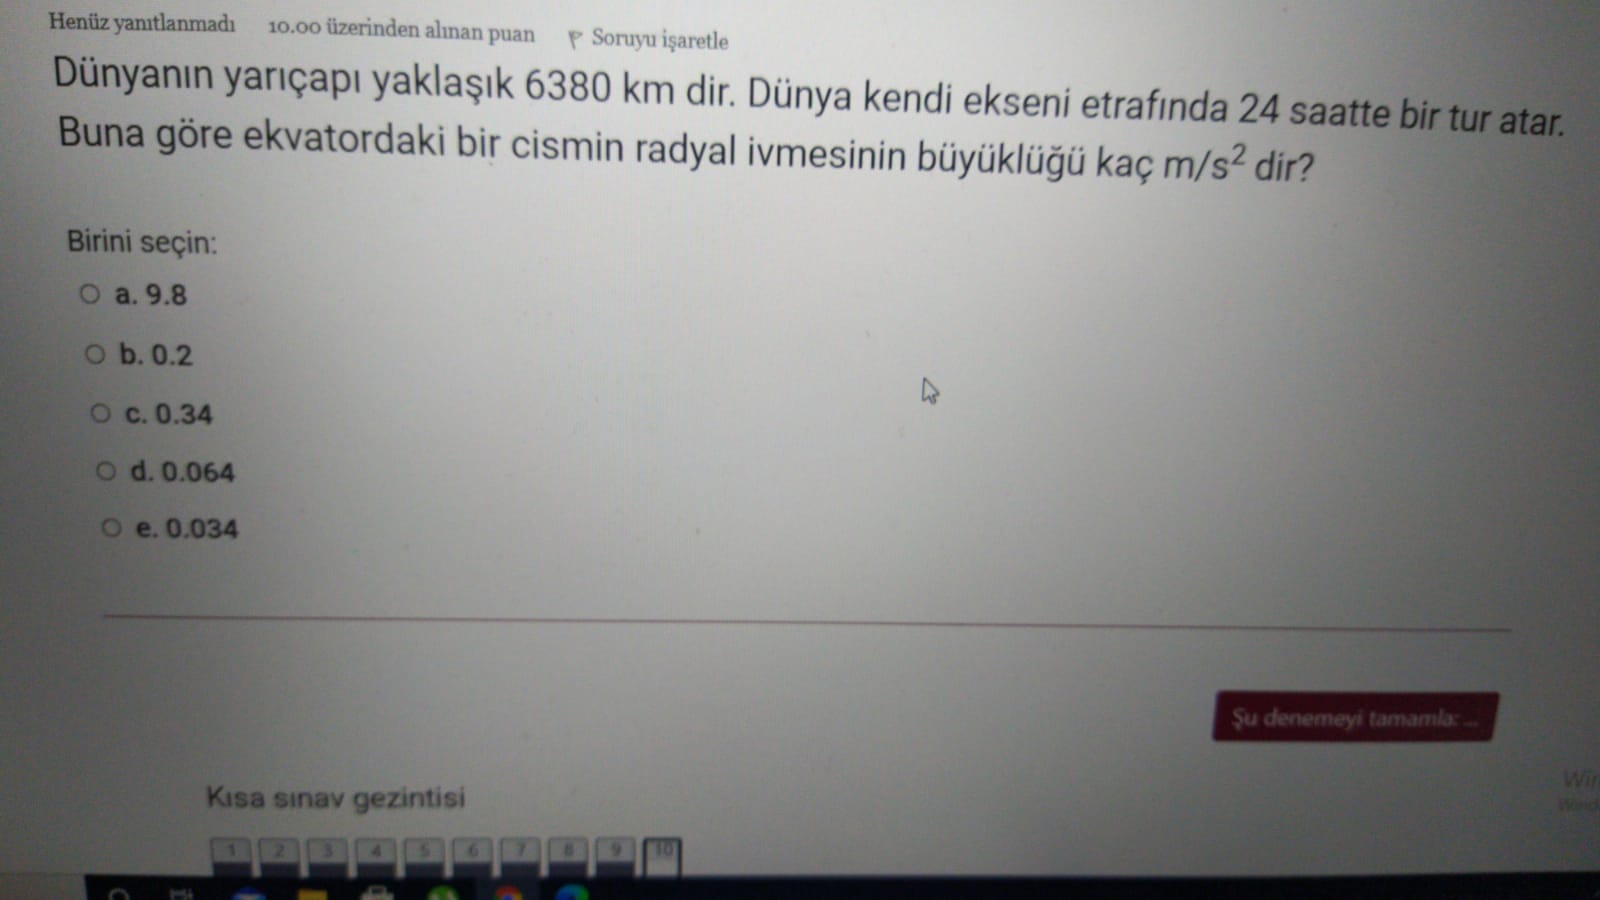 Henüz yanıtlanmadı 10.00 üzerinden alınan puan Soruyu işaretle
Dünyanın yarıçapı yaklaşık 6380 km dir. Dünya kendi ekseni etrafında 24 saatte bir tur atar.
Buna göre ekvatordaki bir cismin radyal ivmesinin büyüklüğü kaç m/s² dir?
Birini seçin:
a. 9.8
b. 0.2
c. 0.34
d. 0.064
e. 0.034
Şu denemeyi tamamla: ...
Kısa sınav gezintisi
1 2 3 4 5 6 7 8 9 10